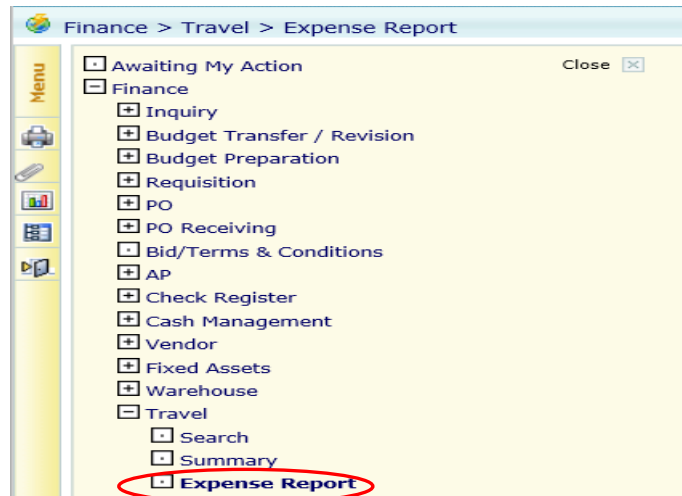 Finance > Travel > Expense Report
Menu
Awaiting My Action Close
Finance
Inquiry
Budget Transfer / Revision
Budget Preparation
Requisition
PO
PO Receiving
Bid/Terms & Conditions
AP
Check Register
Cash Management
Vendor
Fixed Assets
Warehouse
Travel
Search
Summary
Expense Report